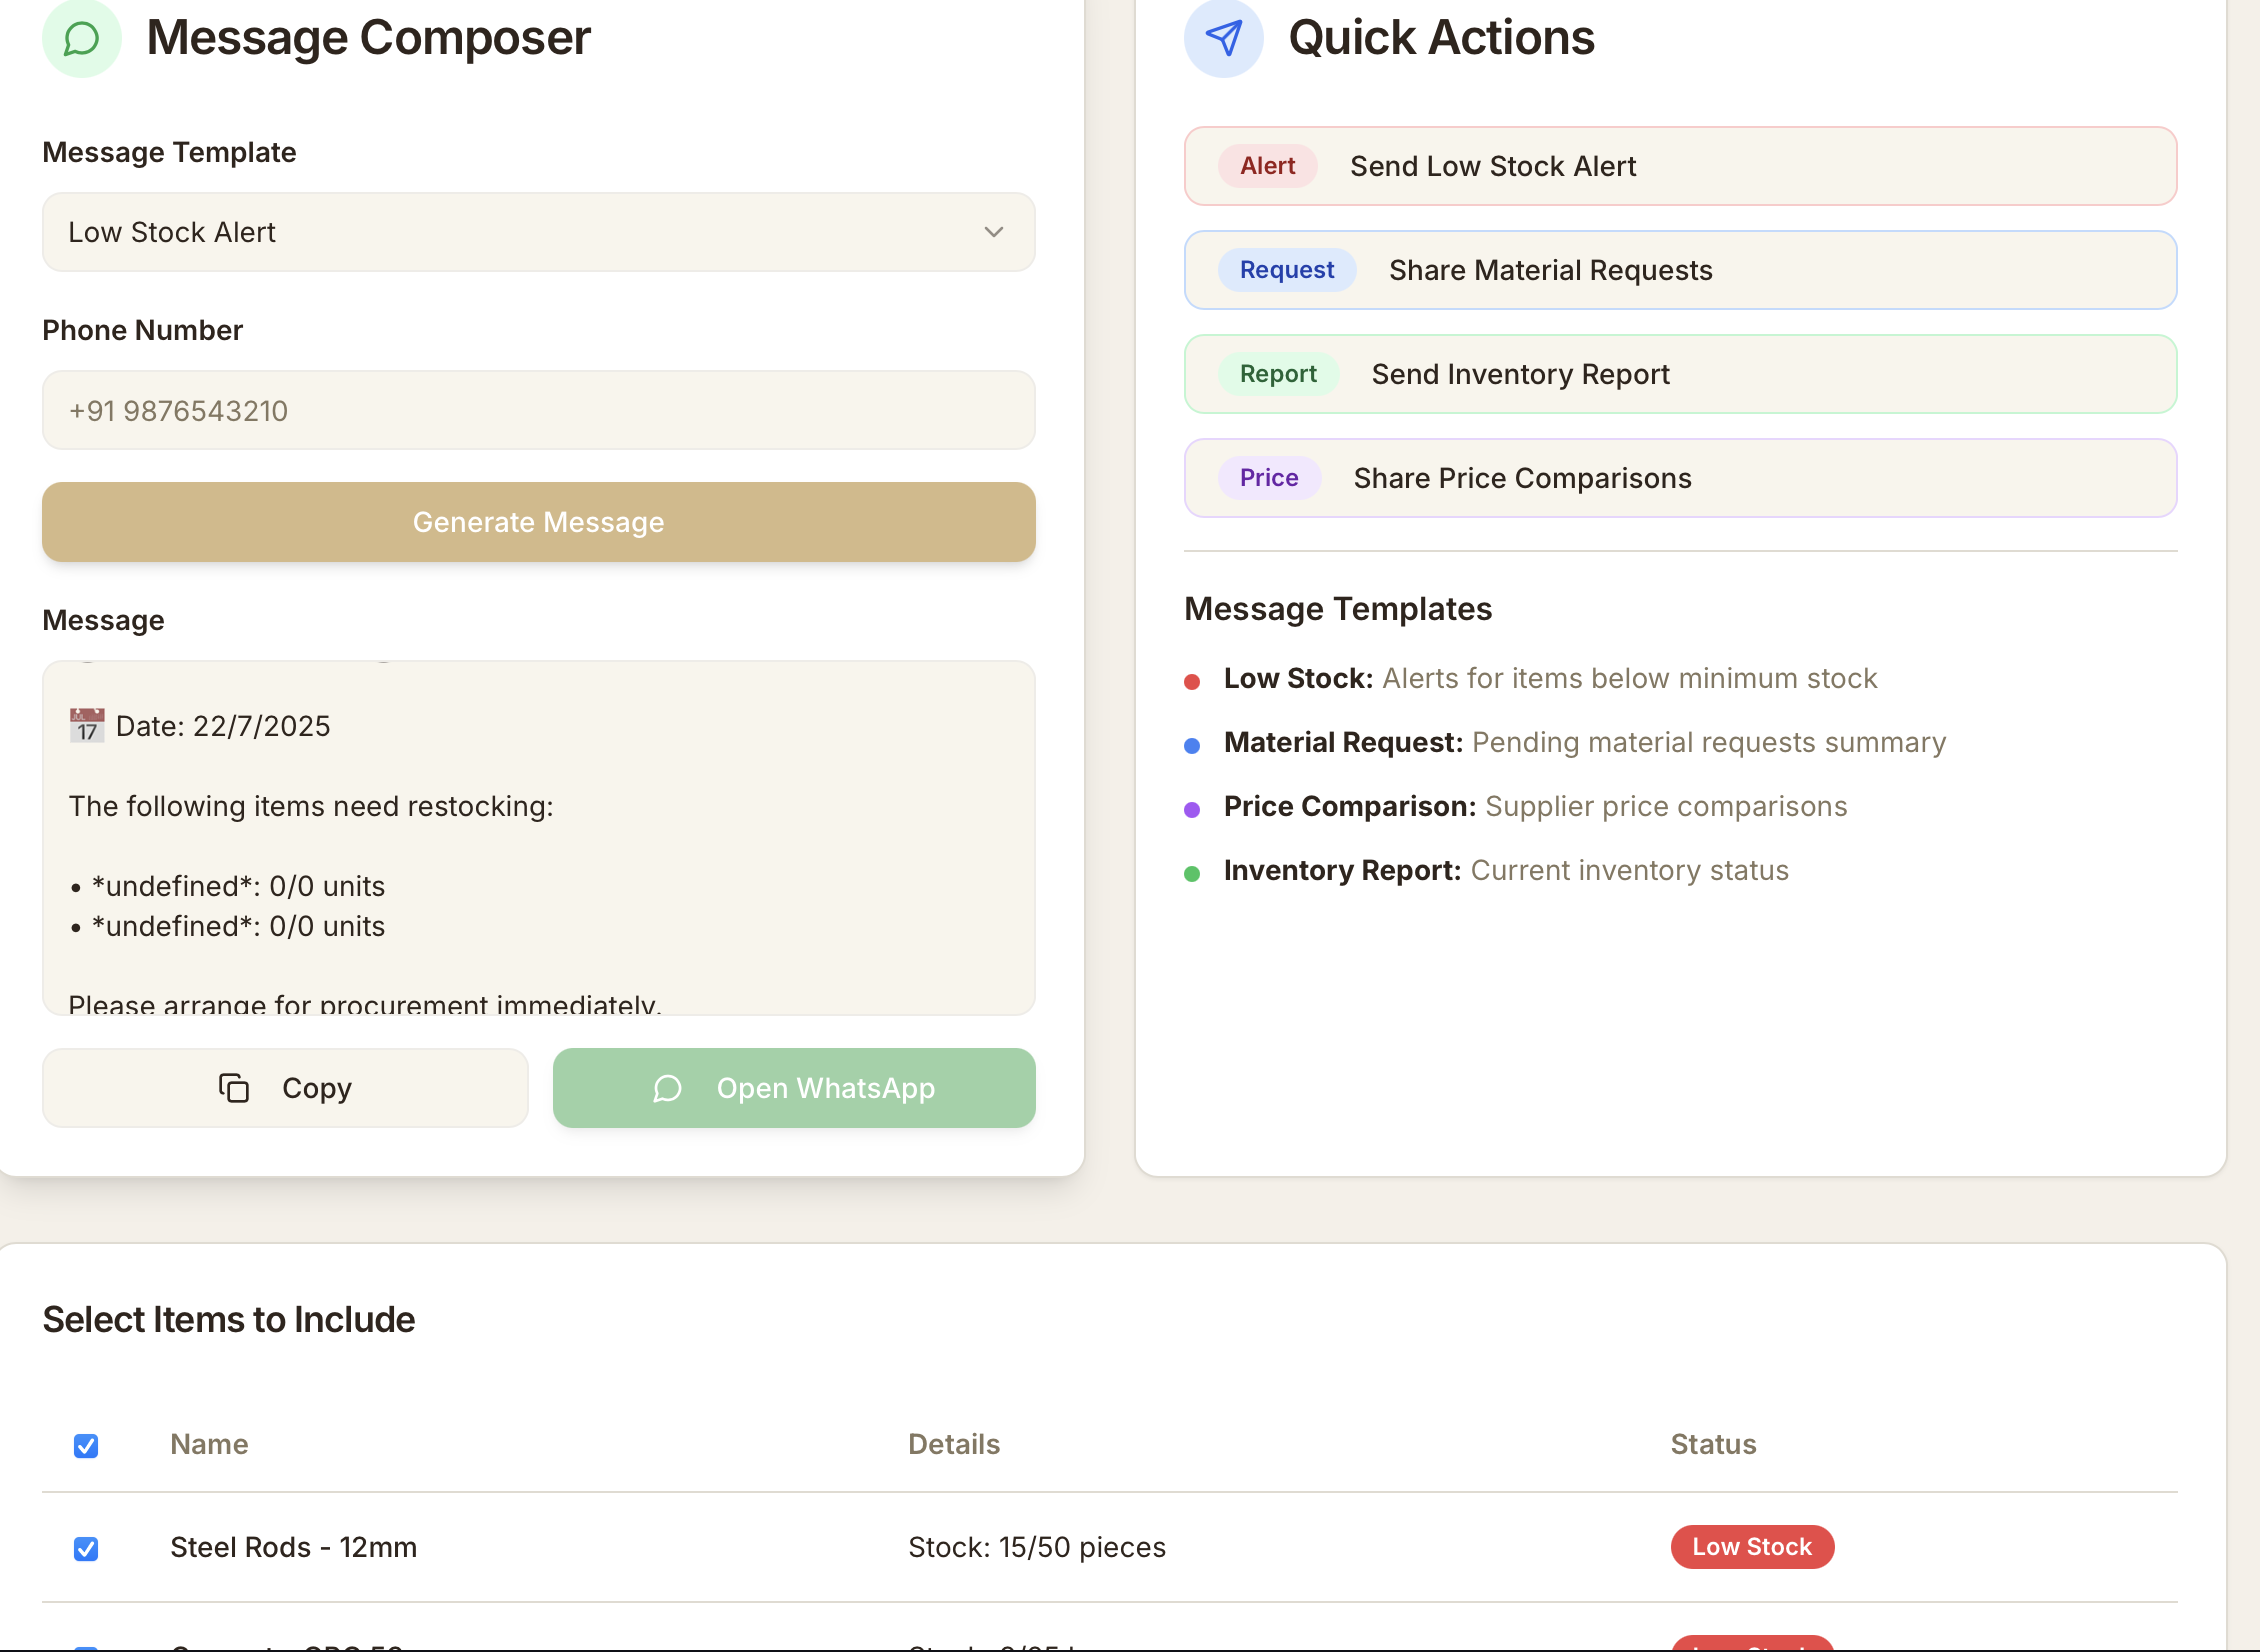 Message Composer
Message Template
Low Stock Alert
Phone Number
+91 9876543210
Generate Message
Message
📅 Date: 22/7/2025
The following items need restocking:
• *undefined*: 0/0 units
• *undefined*: 0/0 units
Please arrange for procurement immediately.
Copy
Open WhatsApp
Quick Actions
Alert Send Low Stock Alert
Request Share Material Requests
Report Send Inventory Report
Price Share Price Comparisons
Message Templates
Low Stock: Alerts for items below minimum stock
Material Request: Pending material requests summary
Price Comparison: Supplier price comparisons
Inventory Report: Current inventory status
Select Items to Include
Name Details Status
Steel Rods - 12mm Stock: 15/50 pieces Low Stock